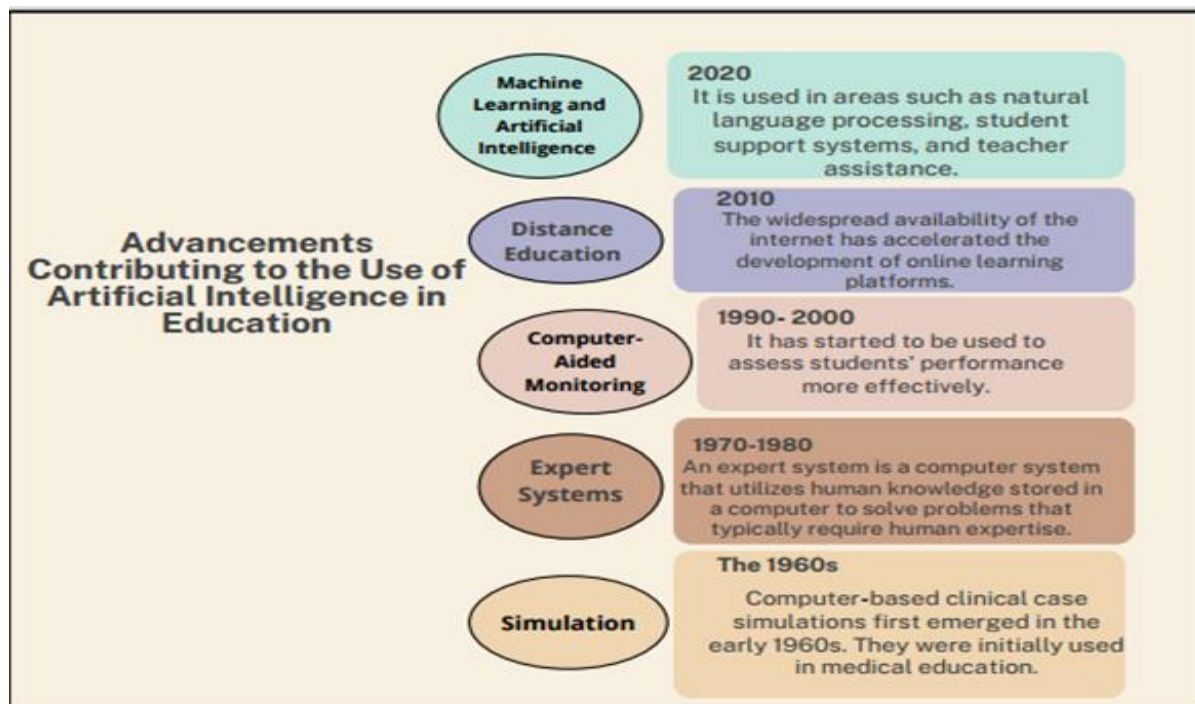 Advancements
Contributing to the Use of
Artificial Intelligence in
Education
Machine
Learning and
Artificial
Intelligence
2020
It is used in areas such as natural
language processing, student
support systems, and teacher
assistance.
Distance
Education
2010
The widespread availability of the
internet has accelerated the
development of online learning
platforms.
Computer-
Aided
Monitoring
1990- 2000
It has started to be used to
assess students' performance
more effectively.
Expert
Systems
1970-1980
An expert system is a computer system
that utilizes human knowledge stored in
a computer to solve problems that
typically require human expertise.
Simulation
The 1960s
Computer-based clinical case
simulations first emerged in the
early 1960s. They were initially used
in medical education.